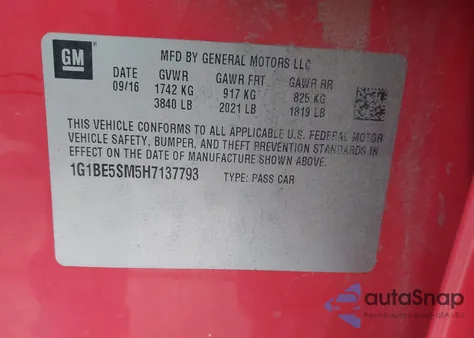 GM
MFD BY GENERAL MOTORS LLC
DATE GVWR GAWR FRT GAWR RR
09/16 1742 KG 917 KG 825 KG
3840 LB 2021 LB 1819 LB
THIS VEHICLE CONFORMS TO ALL APPLICABLE U.S. FEDERAL MOTOR
VEHICLE SAFETY, BUMPER, AND THEFT PREVENTION STANDARDS IN
EFFECT ON THE DATE OF MANUFACTURE SHOWN ABOVE.
1G1BE5SM5H7137793 TYPE: PASS CAR
autoSnap